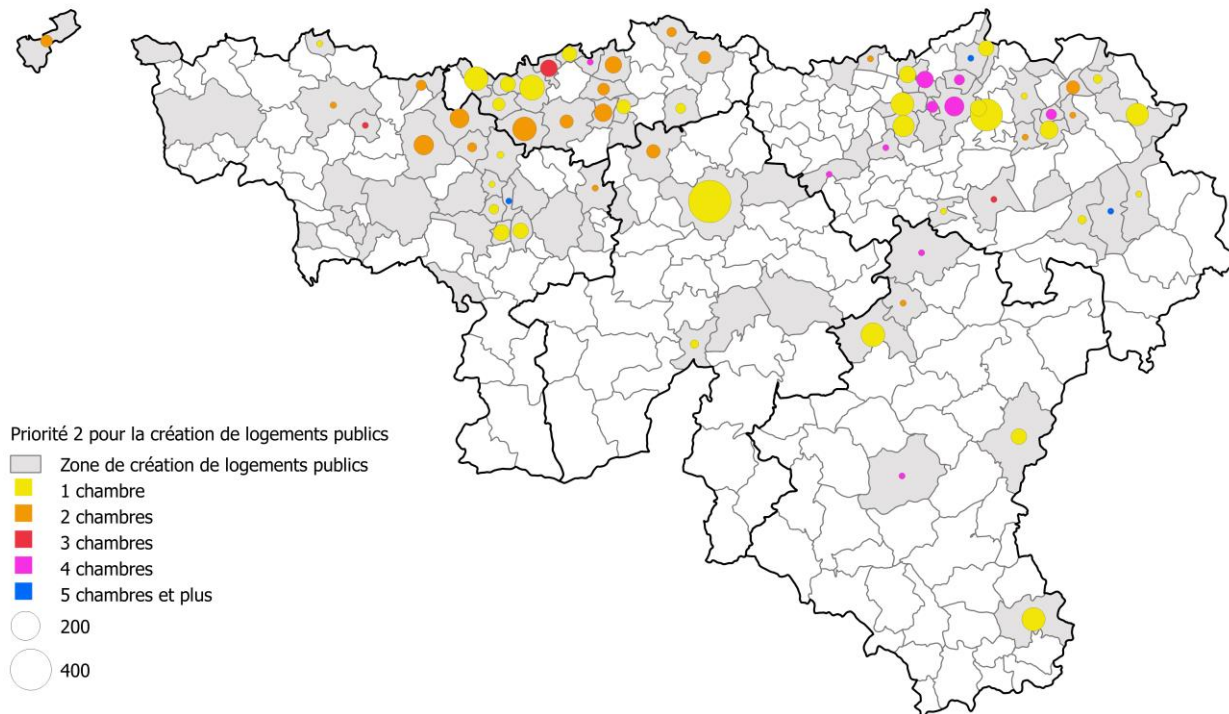 Priorité 2 pour la création de logements publics
Zone de création de logements publics
1 chambre
2 chambres
3 chambres
4 chambres
5 chambres et plus
200
400